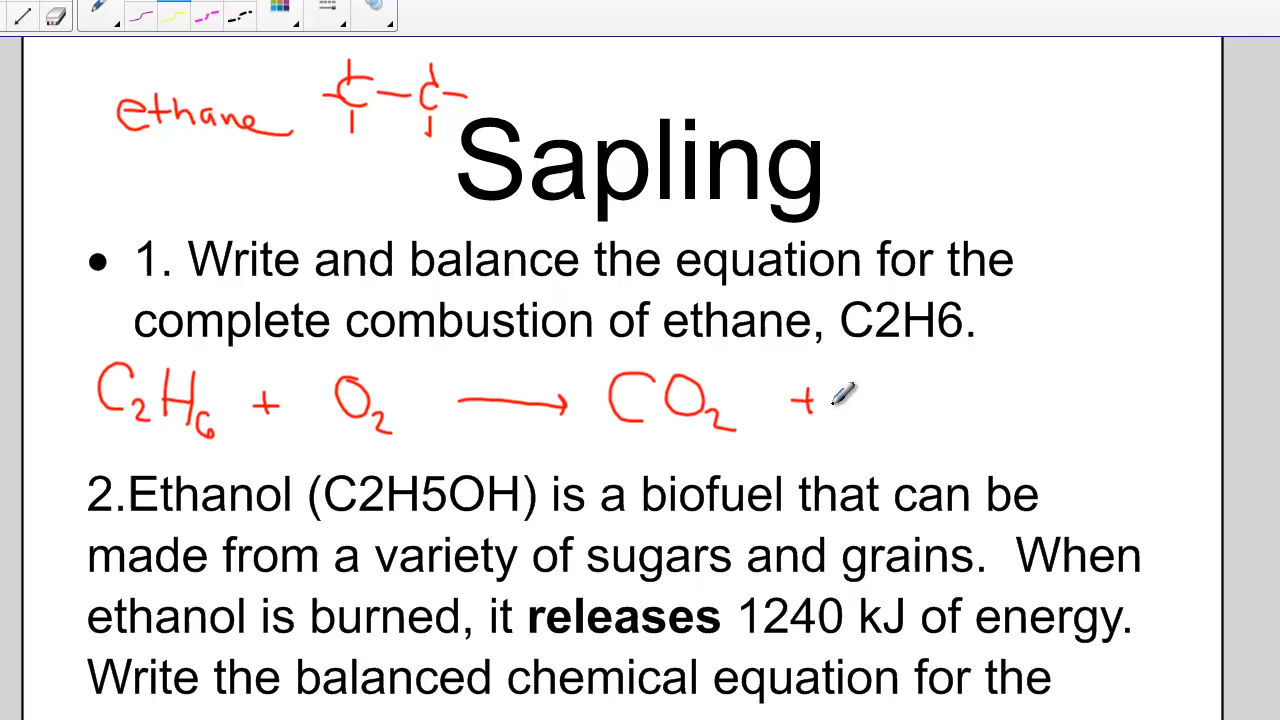 ethane C-C
Sapling
• 1. Write and balance the equation for the
complete combustion of ethane, C2H6.
C₂H₆ + O₂ → CO₂ +
2.Ethanol (C2H5OH) is a biofuel that can be
made from a variety of sugars and grains. When
ethanol is burned, it releases 1240 kJ of energy.
Write the balanced chemical equation for the